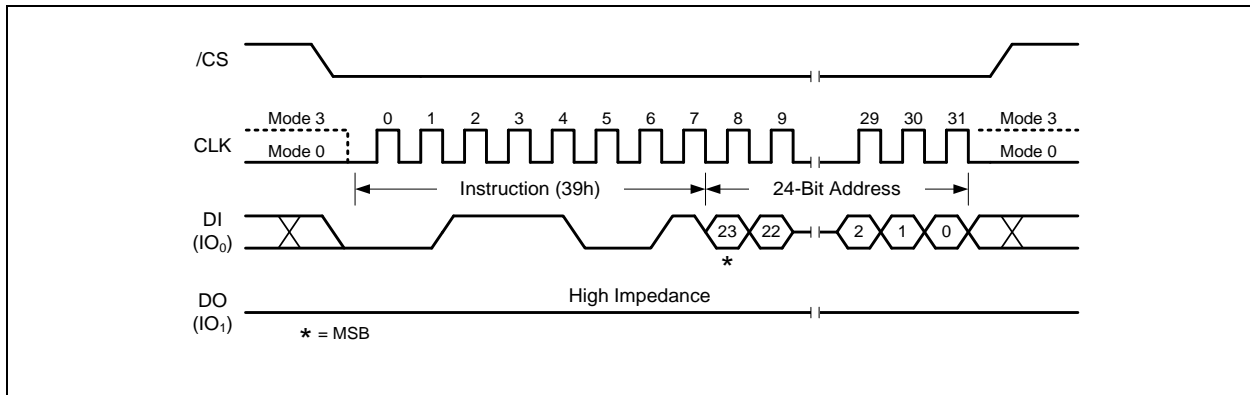 /CS
Mode 3 0 1 2 3 4 5 6 7 8 9 29 30 31 Mode 3
CLK Mode 0 Mode 0
Instruction (39h) 24-Bit Address
DI
(IO₀) 23 22 2 1 0
*
High Impedance
DO
(IO₁)
* = MSB